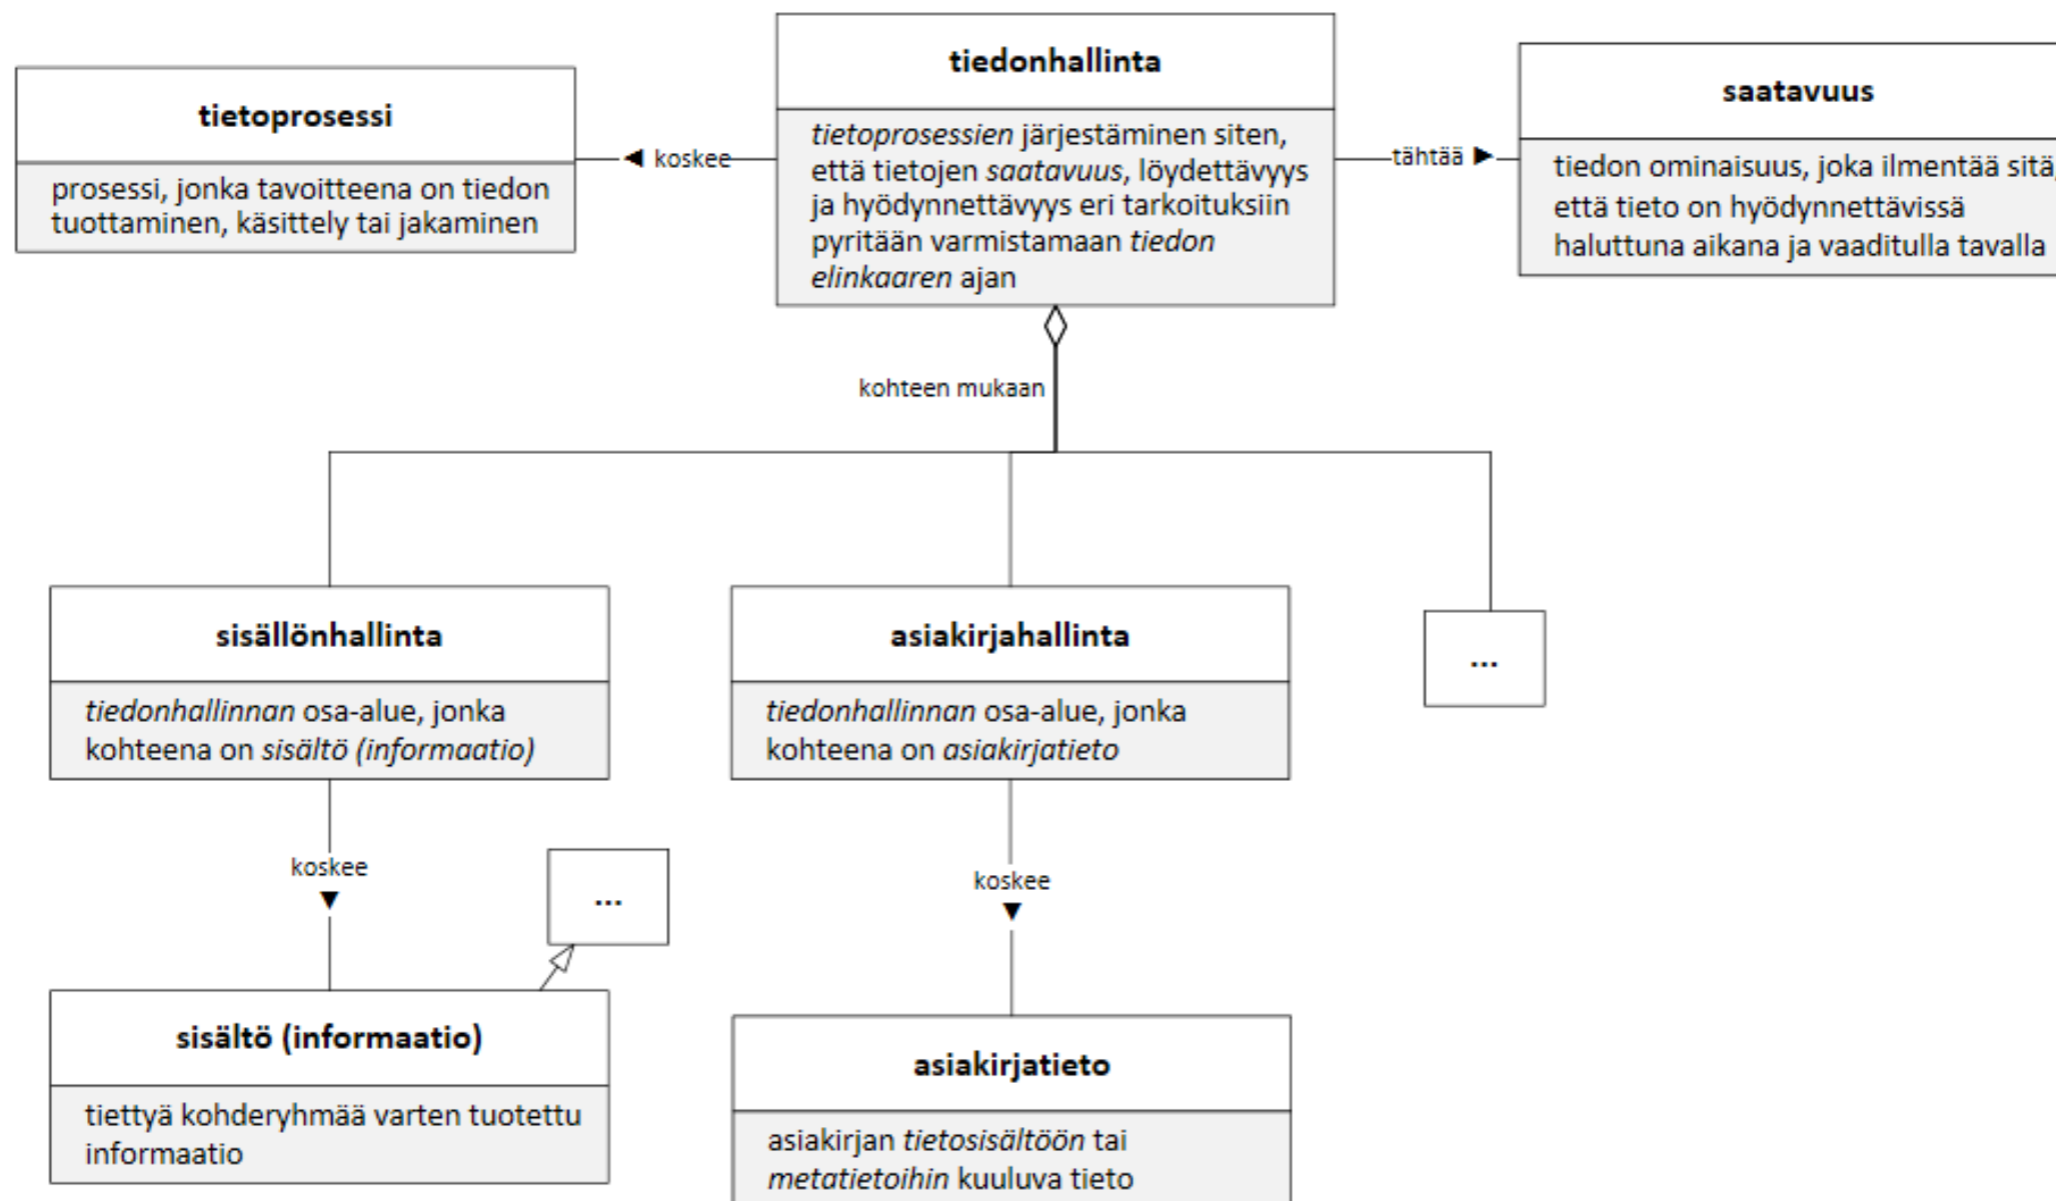 tietoprosessi
prosessi, jonka tavoitteena on tiedon
tuottaminen, käsittely tai jakaminen
◄ koskee
tiedonhallinta
tietoprosessien järjestäminen siten,
että tietojen saatavuus, löydettävyys
ja hyödynnettävyys eri tarkoituksiin
pyritään varmistamaan tiedon
elinkaaren ajan
tähtää ►
saatavuus
tiedon ominaisuus, joka ilmentää sitä,
että tieto on hyödynnettävissä
haluttuna aikana ja vaaditulla tavalla
kohteen mukaan
sisällönhallinta
tiedonhallinnan osa-alue, jonka
kohteena on sisältö (informaatio)
asiakirjahallinta
tiedonhallinnan osa-alue, jonka
kohteena on asiakirjatieto
...
koskee
▼
...
koskee
▼
sisältö (informaatio)
tiettyä kohderyhmää varten tuotettu
informaatio
asiakirjatieto
asiakirjan tietosisältöön tai
metatietoihin kuuluva tieto